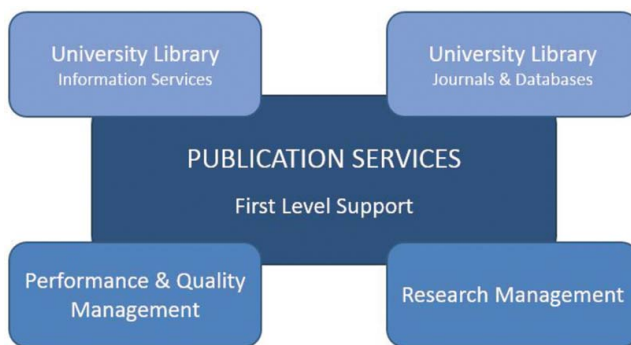 University Library
Information Services
University Library
Journals & Databases
PUBLICATION SERVICES
First Level Support
Performance & Quality
Management
Research Management